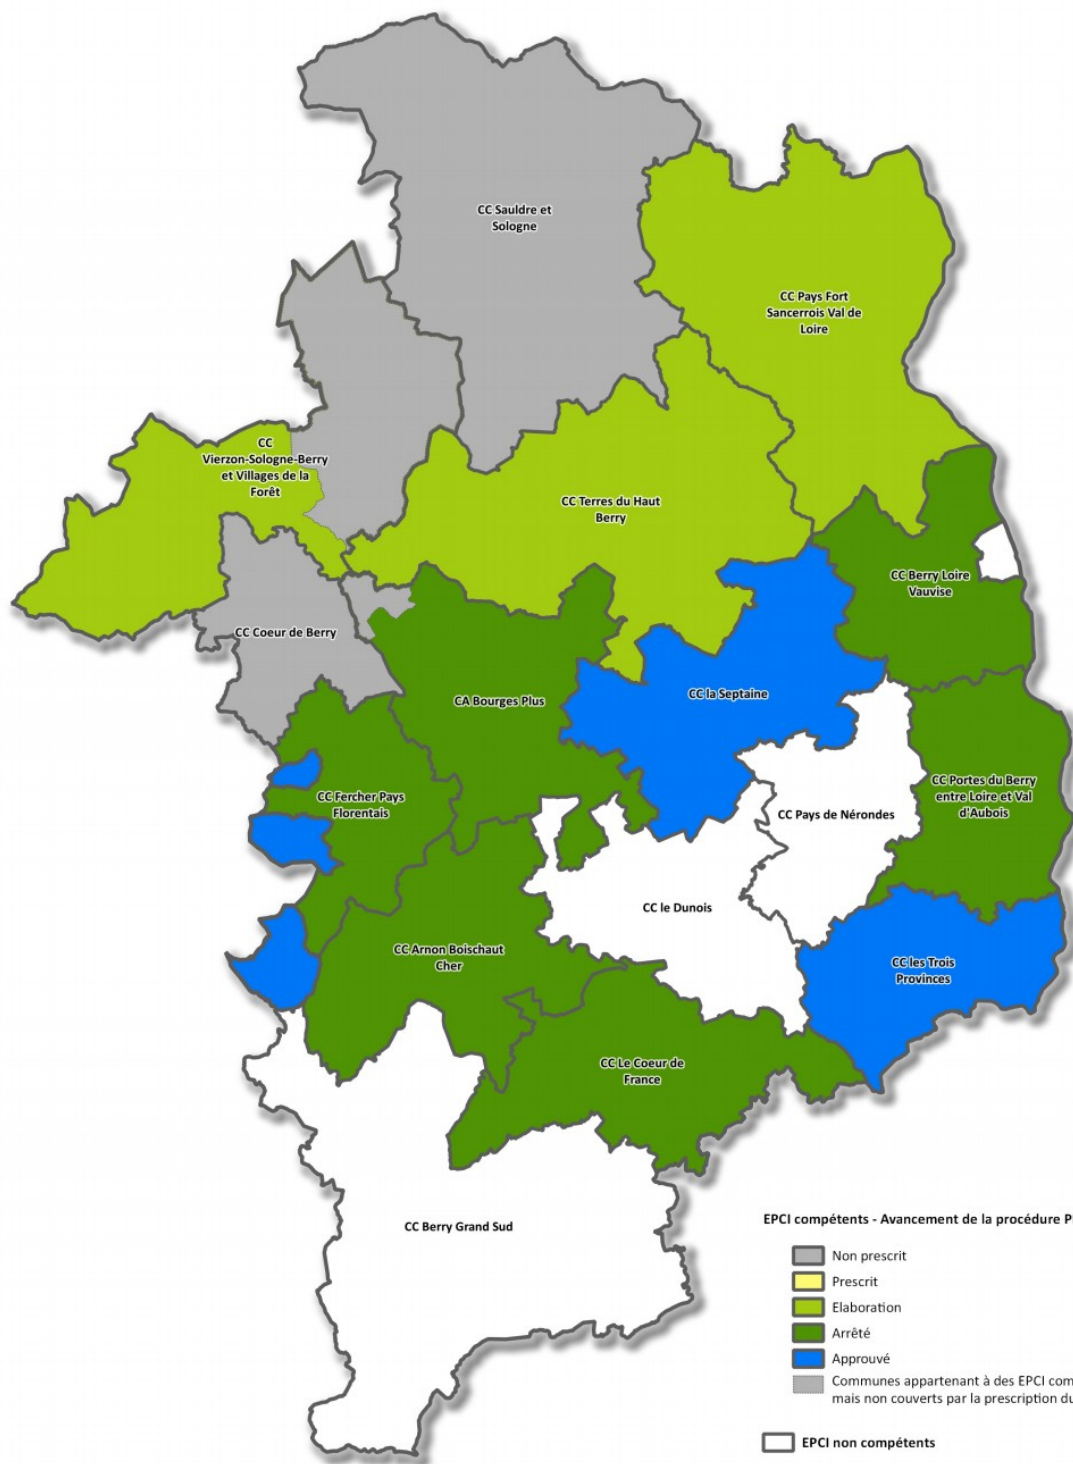 CC Sauldre et
Sologne
CC Pays Fort
Sancerrois Val de
Loire
CC
Vierzon-Sologne-Berry
et Villages de la
Forêt
CC Terres du Haut
Berry
CC Berry Loire
Vauvise
CC Coeur de Berry
CA Bourges Plus
CC la Septaine
CC Fercher Pays
Florentais
CC Pays de Nérondes
CC Portes du Berry
entre Loire et Val
d'Aubois
CC le Dunois
CC Arnon Boischaut
Cher
CC les Trois
Provinces
CC Le Coeur de
France
CC Berry Grand Sud
EPCI compétents - Avancement de la procédure
Non prescrit
Prescrit
Elaboration
Arrêté
Approuvé
Communes appartenant à des EPCI
mais non couverts par la prescription du
EPCI non compétents